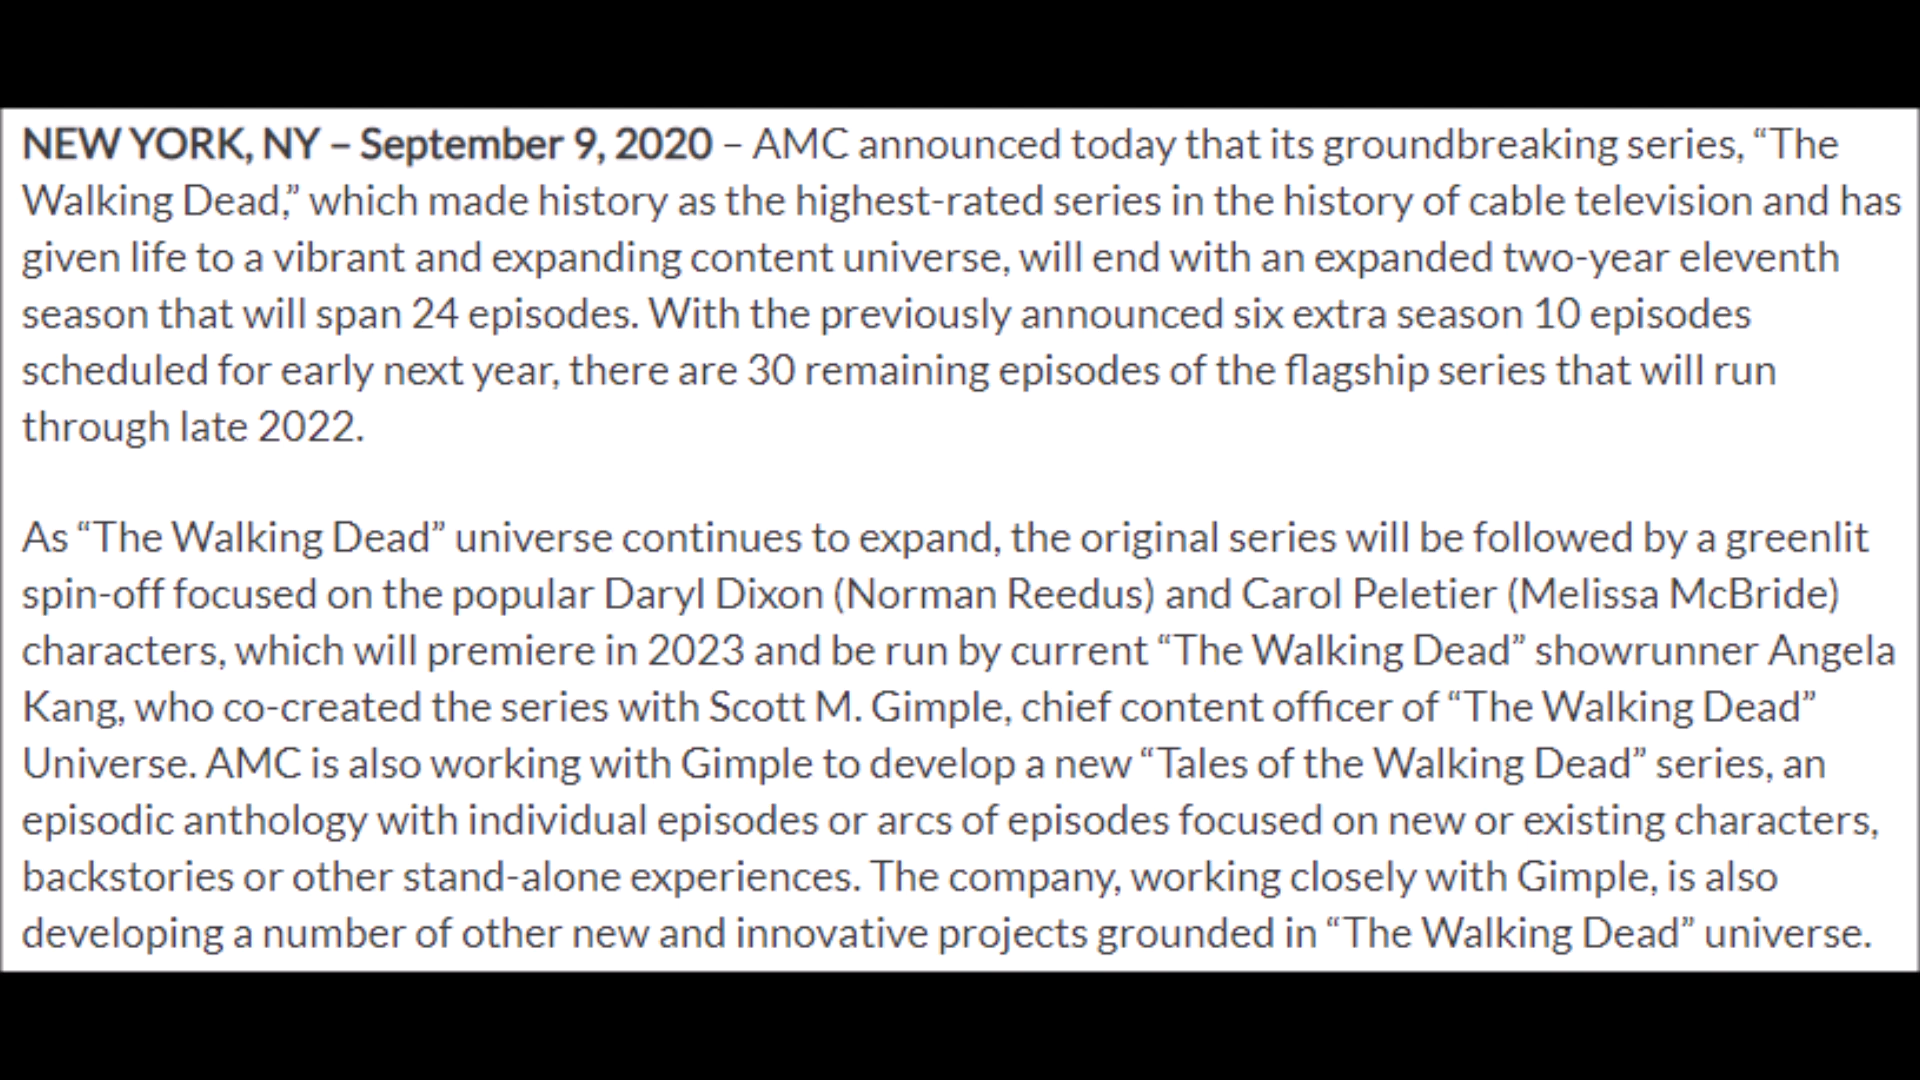 NEW YORK, NY – September 9, 2020 – AMC announced today that its groundbreaking series, “The
Walking Dead,” which made history as the highest-rated series in the history of cable television and has
given life to a vibrant and expanding content universe, will end with an expanded two-year eleventh
season that will span 24 episodes. With the previously announced six extra season 10 episodes
scheduled for early next year, there are 30 remaining episodes of the flagship series that will run
through late 2022.
As “The Walking Dead” universe continues to expand, the original series will be followed by a greenlit
spin-off focused on the popular Daryl Dixon (Norman Reedus) and Carol Peletier (Melissa McBride)
characters, which will premiere in 2023 and be run by current “The Walking Dead” showrunner Angela
Kang, who co-created the series with Scott M. Gimple, chief content officer of “The Walking Dead”
Universe. AMC is also working with Gimple to develop a new “Tales of the Walking Dead” series, an
episodic anthology with individual episodes or arcs of episodes focused on new or existing characters,
backstories or other stand-alone experiences. The company, working closely with Gimple, is also
developing a number of other new and innovative projects grounded in “The Walking Dead” universe.